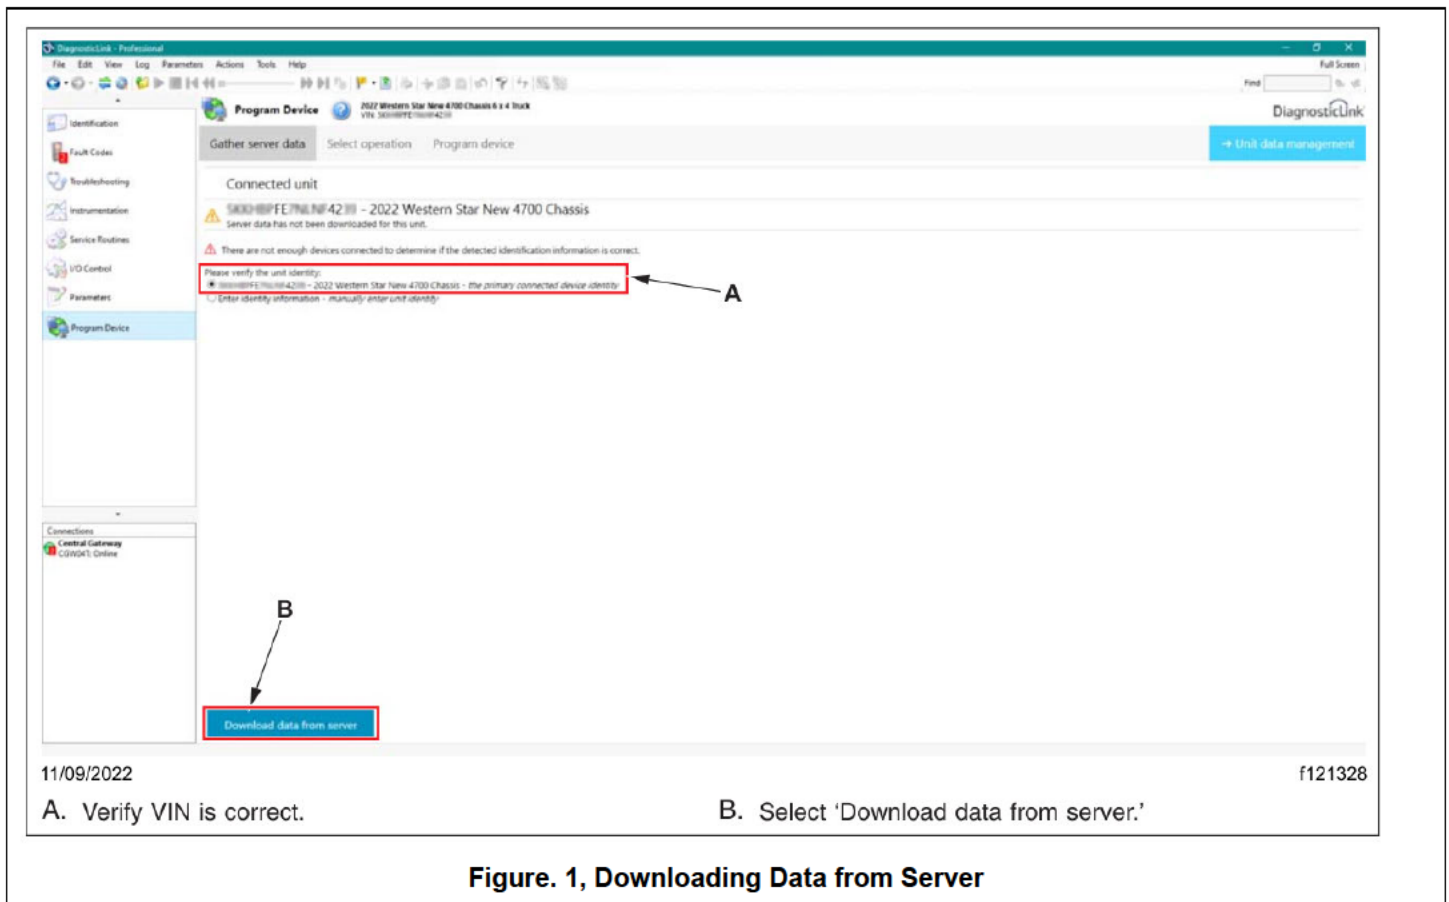 DiagnosticLink - Professional
File Edit View Log Parameters Actions Tools Help
Full Screen
Find
Program Device
2022 Western Star New 4700 Chassis 6 x 4 Truck
VIN:
DiagnosticLink
Identification
Fault Codes
Troubleshooting
Instrumentation
Service Routines
I/O Control
Parameters
Program Device
Gather server data Select operation Program device
→ Unit data management
Connected unit
- 2022 Western Star New 4700 Chassis
Server data has not been downloaded for this unit.
There are not enough devices connected to determine if the detected identification information is correct.
Please verify the unit identity:
- 2022 Western Star New 4700 Chassis - the primary connected device identity
Enter identity information - manually enter unit identity
A
Connections
Central Gateway
CGW04T: Online
B
Download data from server
11/09/2022
f121328
A. Verify VIN is correct.
B. Select 'Download data from server.'
Figure. 1, Downloading Data from Server